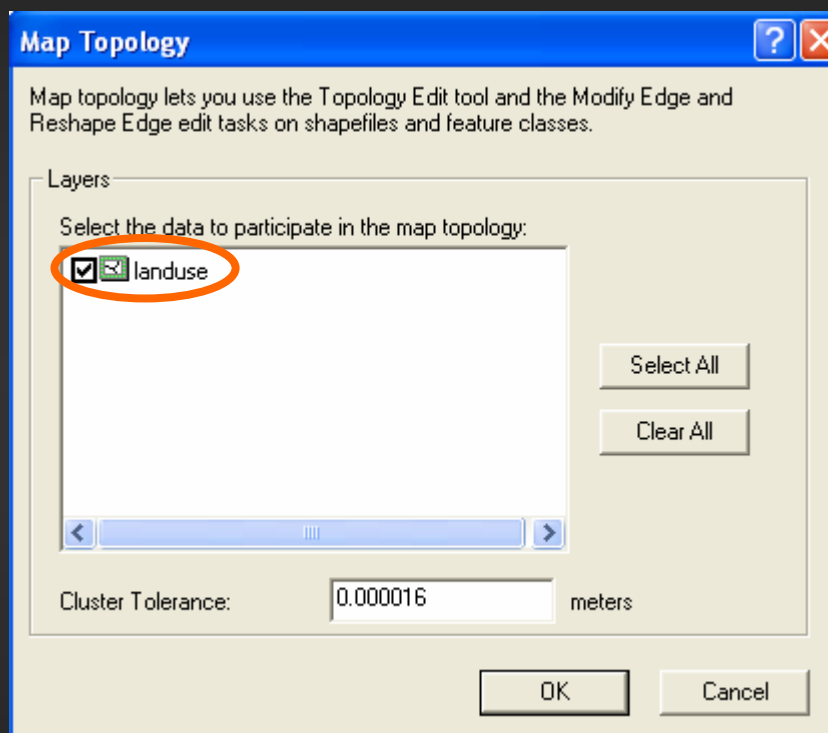 Map Topology
Map topology lets you use the Topology Edit tool and the Modify Edge and
Reshape Edge edit tasks on shapefiles and feature classes.
Layers
Select the data to participate in the map topology:
landuse
Select All
Clear All
Cluster Tolerance: 0.000016 meters
OK Cancel